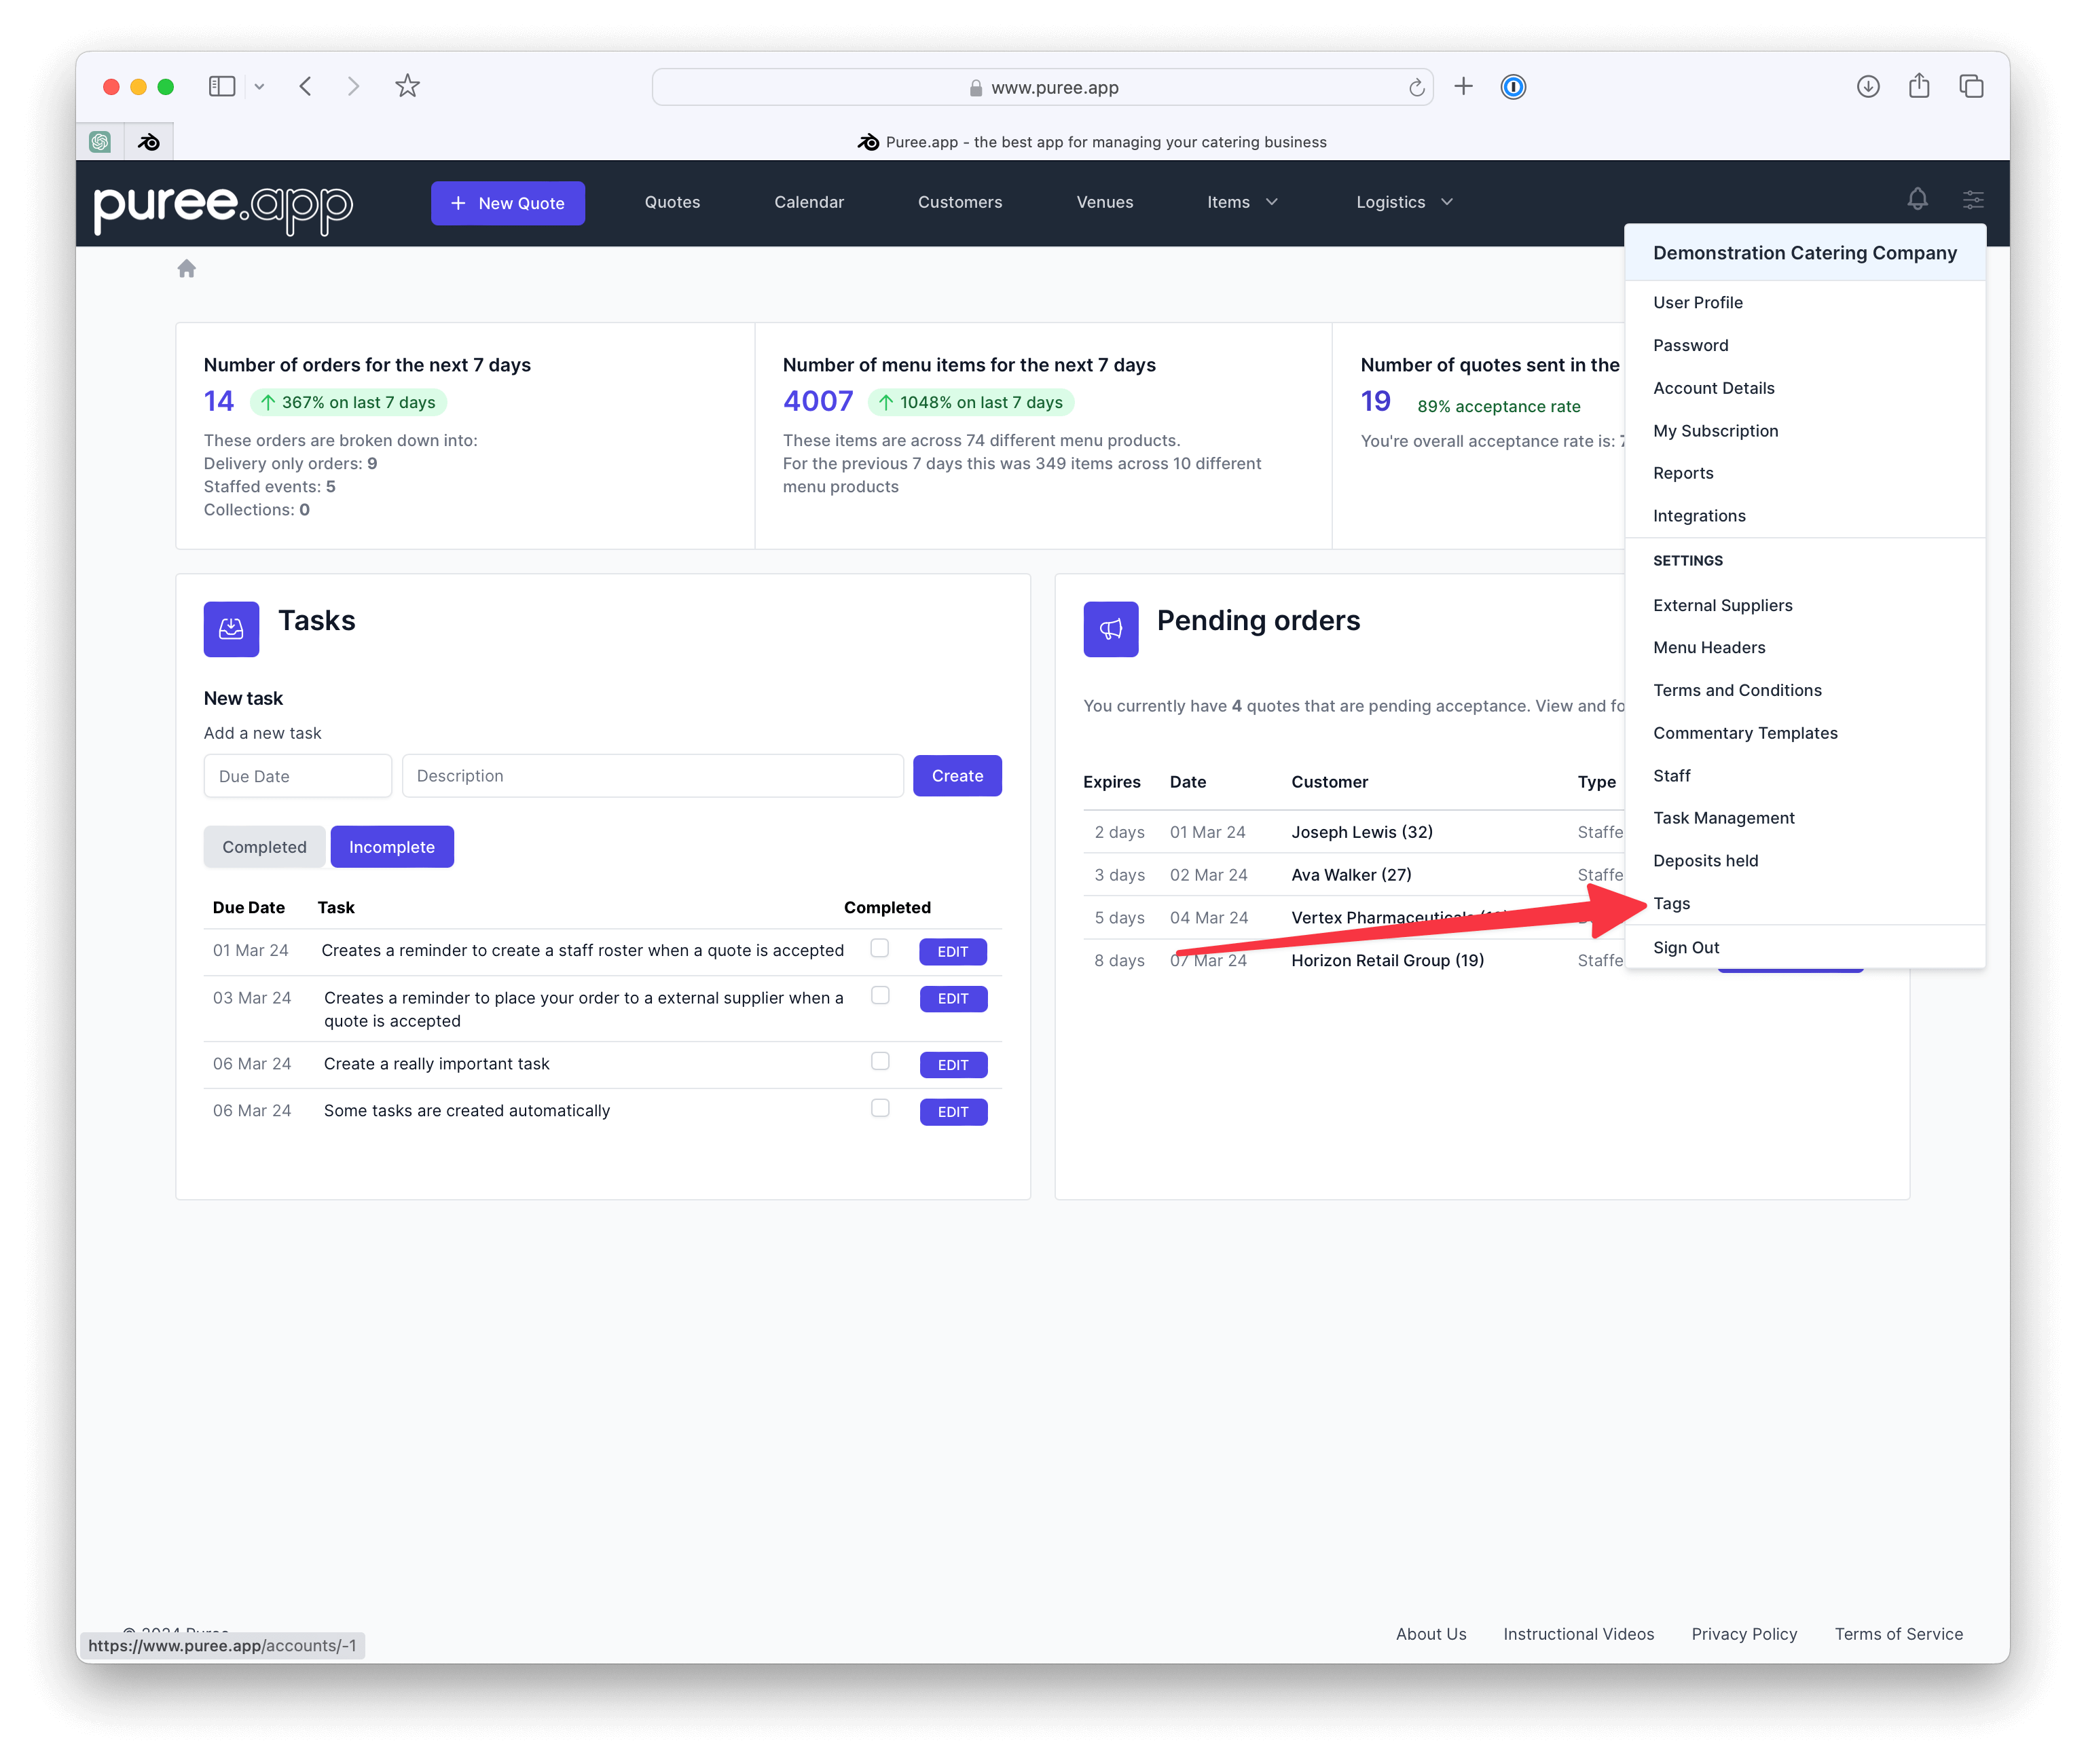 www.puree.app
Puree.app - the best app for managing your catering business
puree.app
New Quote
Quotes
Calendar
Customers
Venues
Items
Logistics
Demonstration Catering Company
User Profile
Password
Account Details
My Subscription
Reports
Integrations
SETTINGS
External Suppliers
Menu Headers
Terms and Conditions
Commentary Templates
Staff
Task Management
Deposits held
Tags
Sign Out
Number of orders for the next 7 days
14 367% on last 7 days
These orders are broken down into:
Delivery only orders: 9
Staffed events: 5
Collections: 0
Number of menu items for the next 7 days
4007 1048% on last 7 days
These items are across 74 different menu products.
For the previous 7 days this was 349 items across 10 different
menu products
Number of quotes sent in the
19 89% acceptance rate
You're overall acceptance rate is:
Tasks
New task
Add a new task
Due Date Description Create
Completed Incomplete
Due Date Task Completed
01 Mar 24 Creates a reminder to create a staff roster when a quote is accepted EDIT
03 Mar 24 Creates a reminder to place your order to a external supplier when a EDIT
quote is accepted
06 Mar 24 Create a really important task EDIT
06 Mar 24 Some tasks are created automatically EDIT
Pending orders
You currently have 4 quotes that are pending acceptance. View and fo
Expires Date Customer Type
2 days 01 Mar 24 Joseph Lewis (32) Staffe
3 days 02 Mar 24 Ava Walker (27) Staffe
5 days 04 Mar 24 Vertex Pharmaceuticals
8 days 07 Mar 24 Horizon Retail Group (19) Staffe
© 2024 Puree
https://www.puree.app/accounts/-1
About Us
Instructional Videos
Privacy Policy
Terms of Service